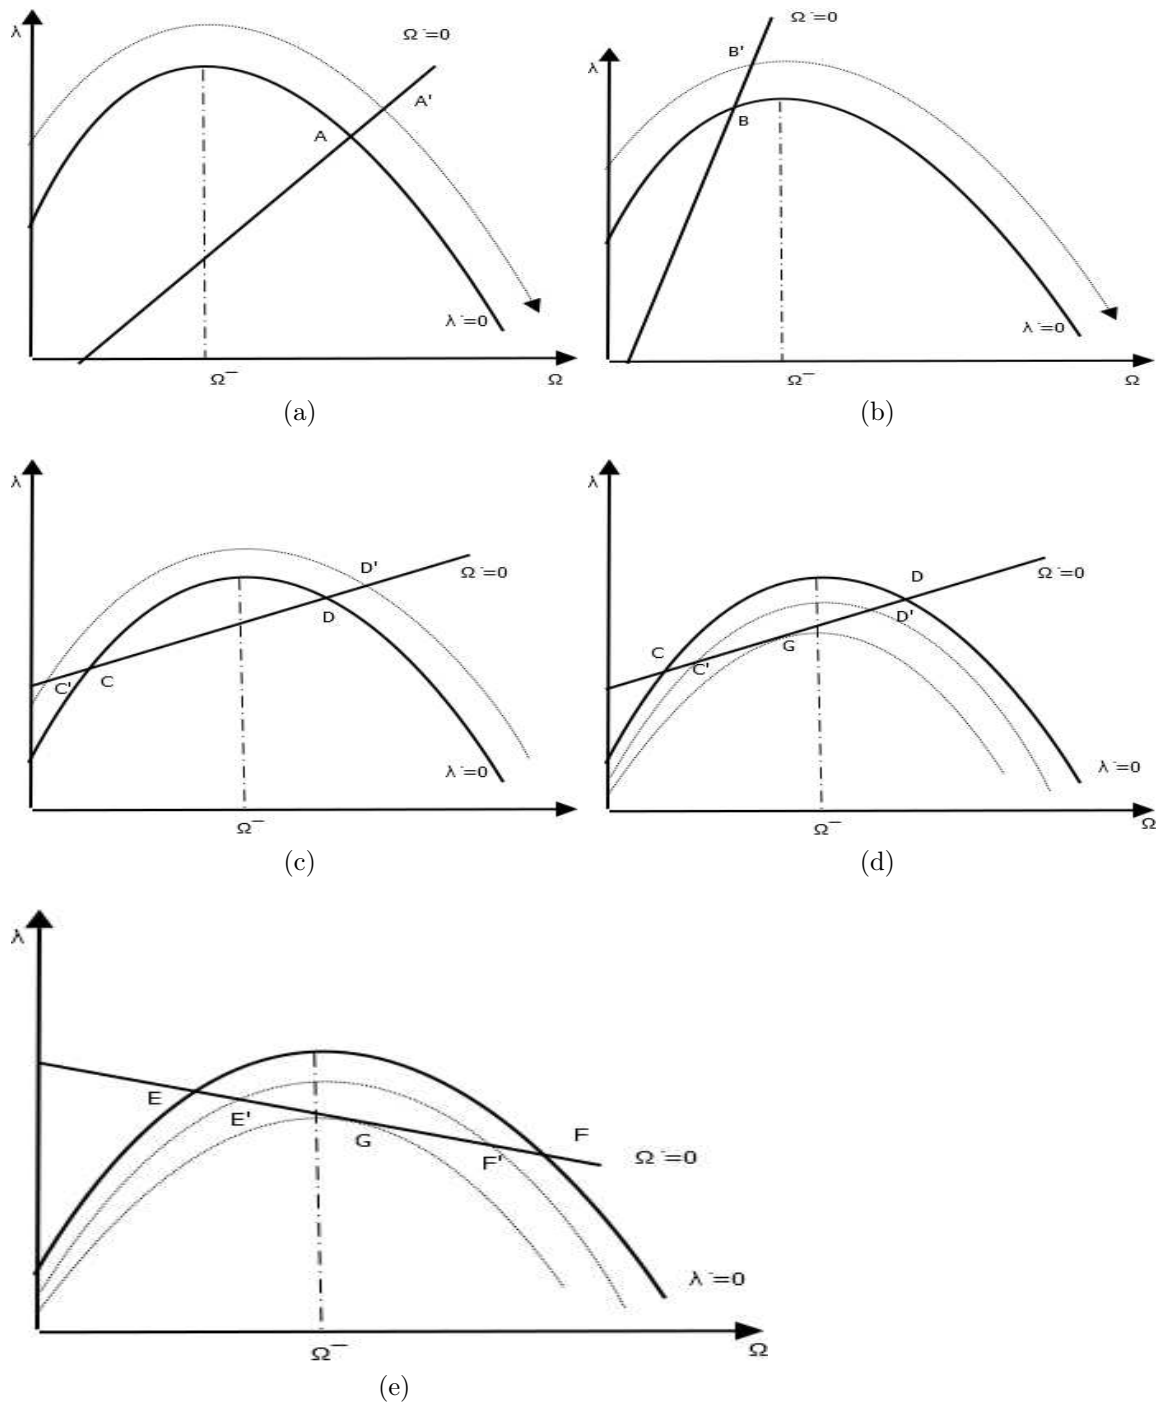 λ
Ω˙=0
A'
A
λ˙=0
Ω¯
Ω
(a)
Ω˙=0
B'
λ
B
λ˙=0
Ω¯
Ω
(b)
λ
D'
Ω˙=0
D
C'
C
λ˙=0
Ω¯
(c)
λ
D
Ω˙=0
D'
G
C
C'
λ˙=0
Ω¯
Ω
(d)
λ
E
E'
G
F
F'
Ω˙=0
λ˙=0
Ω¯
Ω
(e)